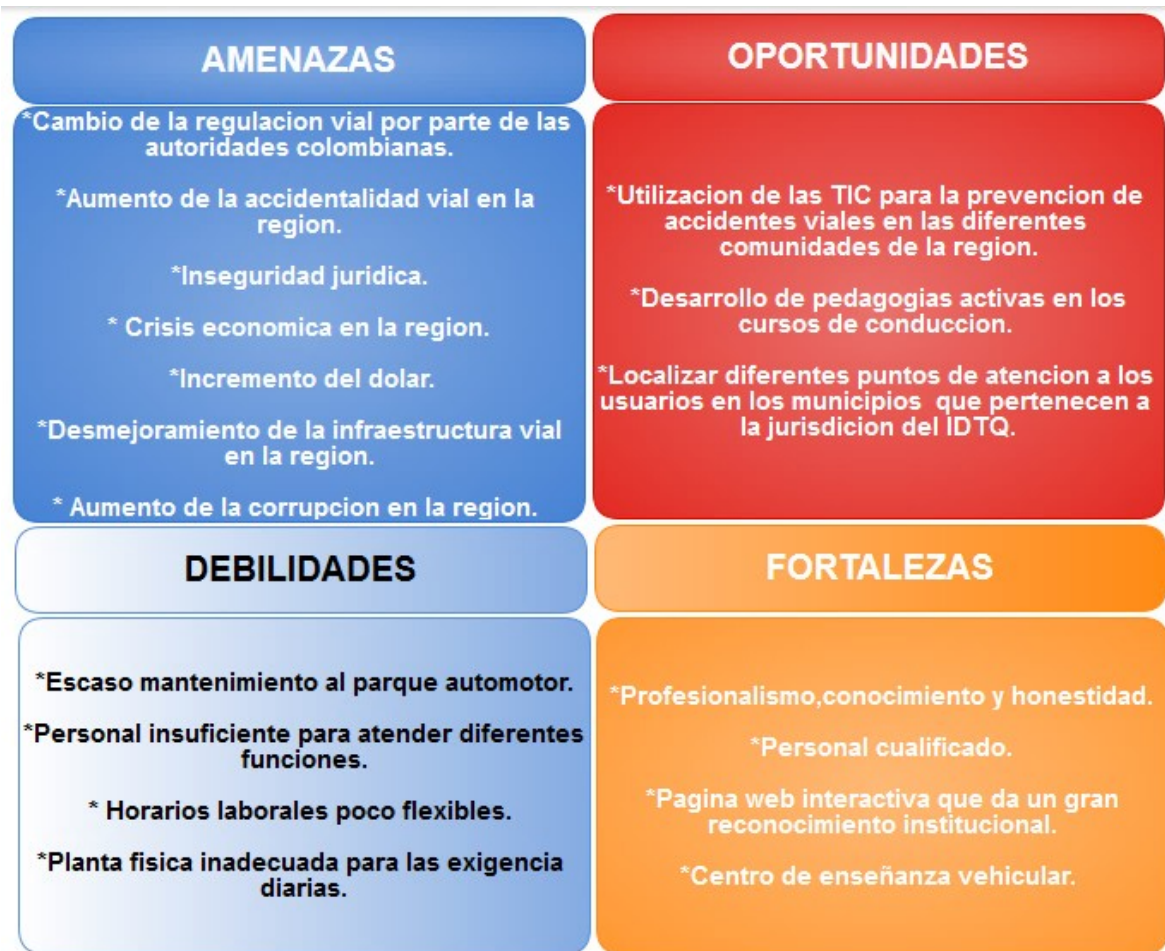 AMENAZAS
*Cambio de la regulacion vial por parte de las
autoridades colombianas.
*Aumento de la accidentalidad vial en la
region.
*Inseguridad juridica.
* Crisis economica en la region.
*Incremento del dolar.
*Desmejoramiento de la infraestructura vial
en la region.
* Aumento de la corrupcion en la region.
OPORTUNIDADES
*Utilizacion de las TIC para la prevencion de
accidentes viales en las diferentes
comunidades de la region.
*Desarrollo de pedagogias activas en los
cursos de conduccion.
*Localizar diferentes puntos de atencion a los
usuarios en los municipios  que pertenecen a
la jurisdicion del IDTQ.
DEBILIDADES
*Escaso mantenimiento al parque automotor.
*Personal insuficiente para atender diferentes
funciones.
* Horarios laborales poco flexibles.
*Planta fisica inadecuada para las exigencia
diarias.
FORTALEZAS
*Profesionalismo,conocimiento y honestidad.
*Personal cualificado.
*Pagina web interactiva que da un gran
reconocimiento institucional.
*Centro de enseñanza vehicular.